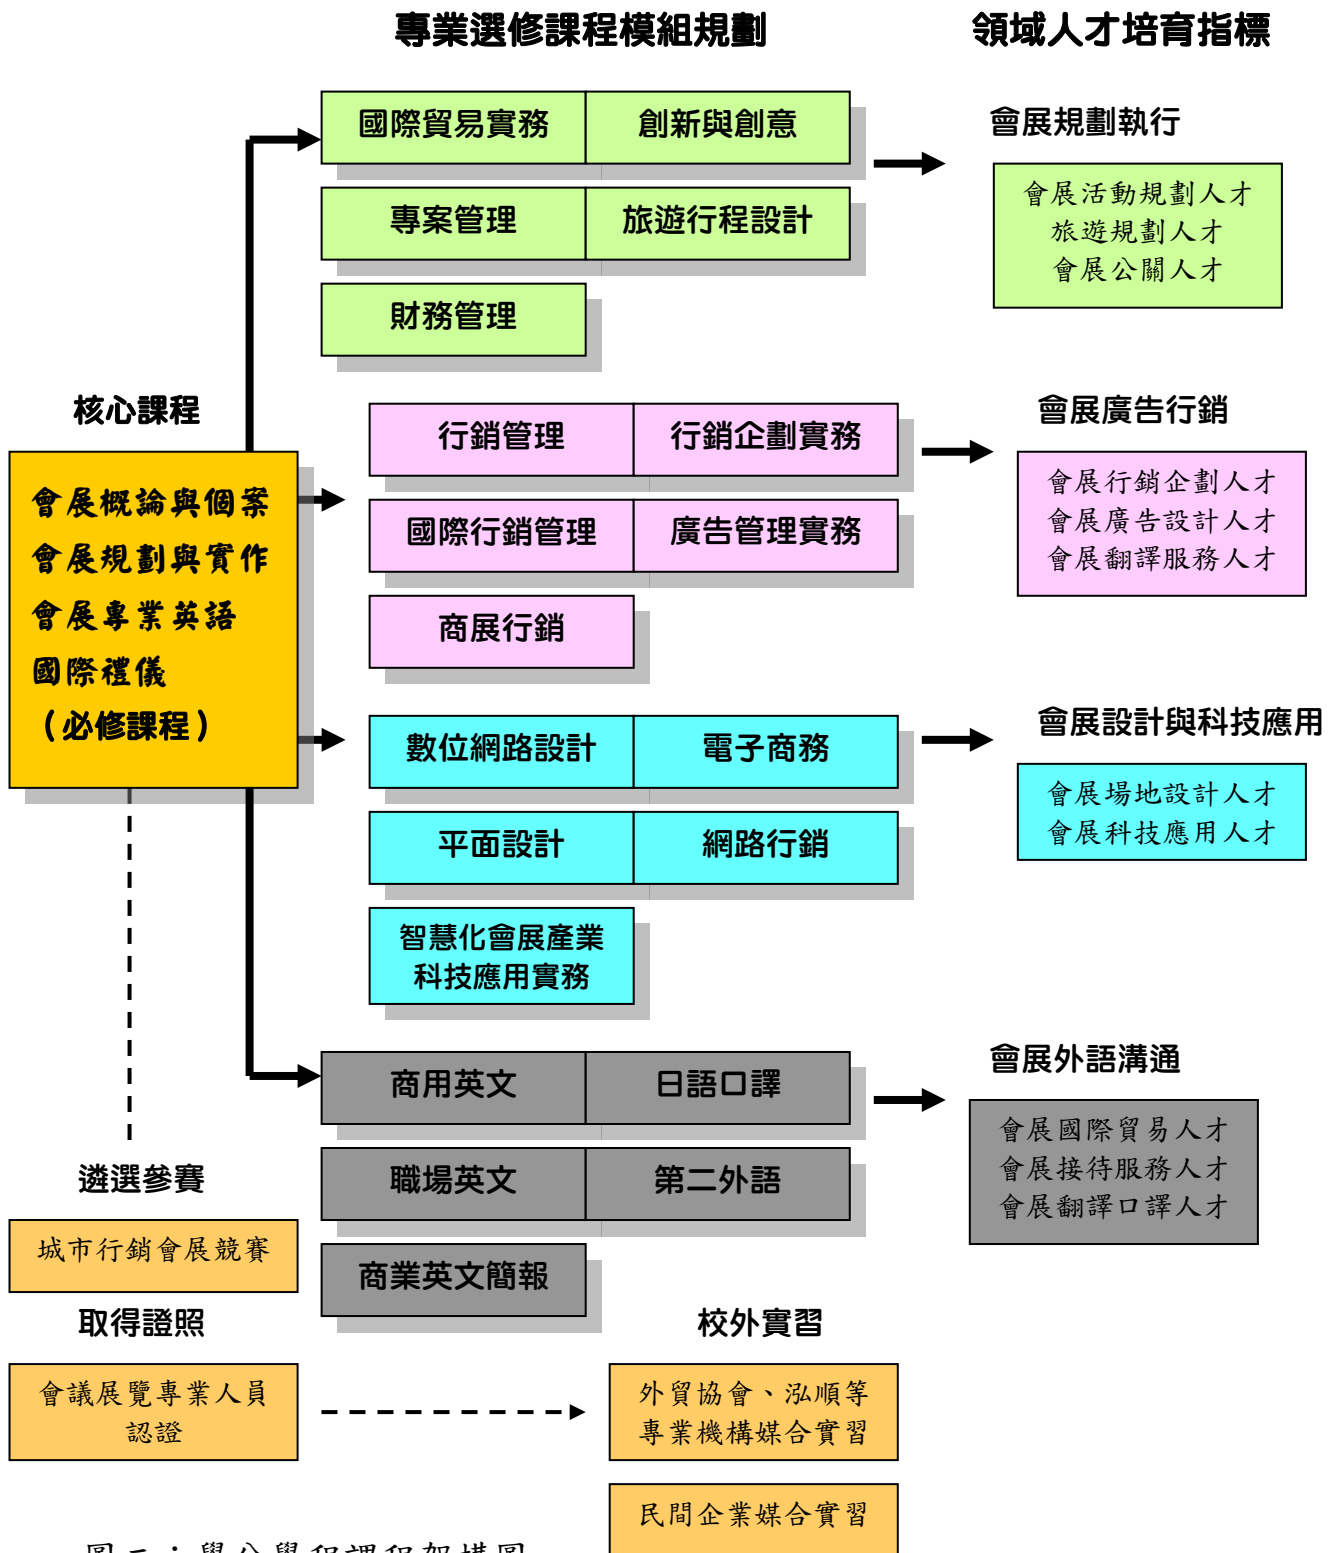 專業選修課程模組規劃
領域人才培育指標
國際貿易實務
創新與創意
專案管理
旅遊行程設計
財務管理
會展規劃執行
會展活動規劃人才
旅遊規劃人才
會展公關人才
核心課程
會展概論與個案
會展規劃與實作
會展專業英語
國際禮儀
(必修課程)
行銷管理
行銷企劃實務
國際行銷管理
廣告管理實務
商展行銷
會展廣告行銷
會展行銷企劃人才
會展廣告設計人才
會展翻譯服務人才
數位網路設計
電子商務
平面設計
網路行銷
智慧化會展產業
科技應用實務
會展設計與科技應用
會展場地設計人才
會展科技應用人才
商用英文
日語口譯
職場英文
第二外語
商業英文簡報
會展外語溝通
會展國際貿易人才
會展接待服務人才
會展翻譯口譯人才
遴選參賽
城市行銷會展競賽
取得證照
會議展覽專業人員
認證
校外實習
外貿協會、泓順等
專業機構媒合實習
民間企業媒合實習
圖二：學分學程課程架構圖